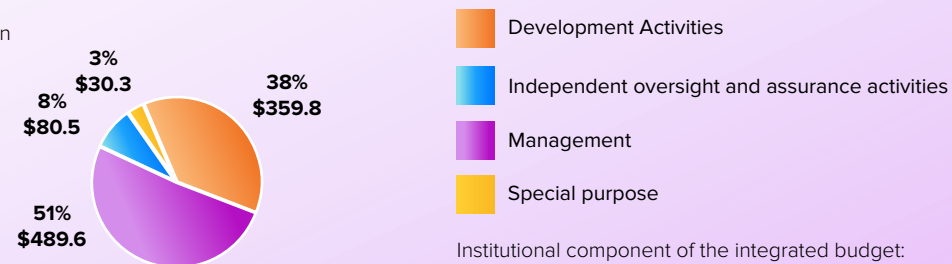 n
3%
$30.3
8%
$80.5
38%
$359.8
51%
$489.6
Development Activities
Independent oversight and assurance activities
Management
Special purpose
Institutional component of the integrated budget: